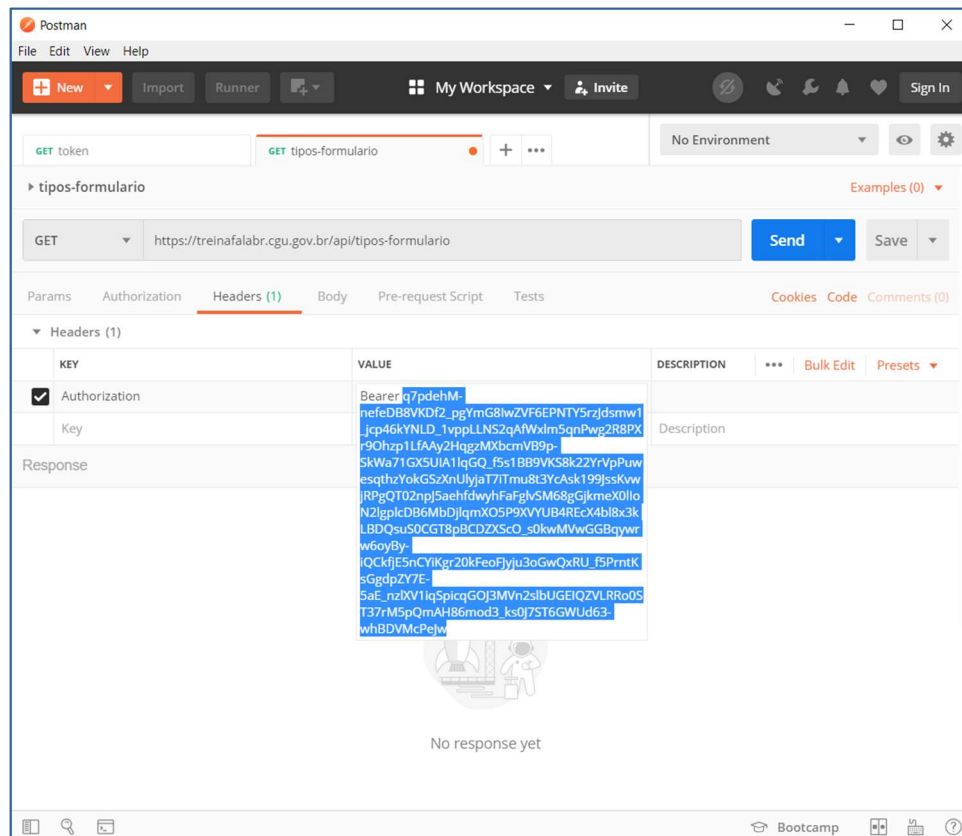 Postman
File Edit View Help
New Import Runner My Workspace Invite Sign In
GET token GET tipos-formulario No Environment
tipos-formulario Examples (0)
GET https://treinafalabr.cgu.gov.br/api/tipos-formulario Send Save
Params Authorization Headers (1) Body Pre-request Script Tests Cookies Code Comments (0)
Headers (1)
KEY VALUE DESCRIPTION Bulk Edit Presets
Authorization Bearer q7pdehM-
nefeDB8VKDf2_pgYmG8IwZVF6EPNTY5rzJdsmw1
_jcp46kYNLD_1vppLLNS2qAfWxlm5qnPwg2R8PX
r9Ohzp1LfAAy2HqgzMXbcmVB9p-
SkWa71GX5UIA1lqGQ_f5s1BB9VKS8k22YrVpPuw
esqthzYokGSzXnUlyjaT7iTmu8t3YcAsk199JssKvw
jRPgQT02npJ5aehfdwyhFaFglvSM68gGjkmeX0lIo
N2lgplcDB6MbDjlqmXO5P9XVYUB4REcX4bl8x3k
LBDQsuS0CGT8pBCDZXScO_s0kwMVwGGBqywr
w6oyBy-
iQCkfjE5nCYiKgr20kFeoFJyju3oGwQxRU_f5PrntK
sGgdpZY7E-
5aE_nzlXV1iqSpicqGOJ3MVn2slbUGEIQZVLRRo0S
T37rM5pQmAH86mod3_ks0J7ST6GWUd63-
whBDVMcPeJw
Key Description
Response
No response yet
Bootcamp